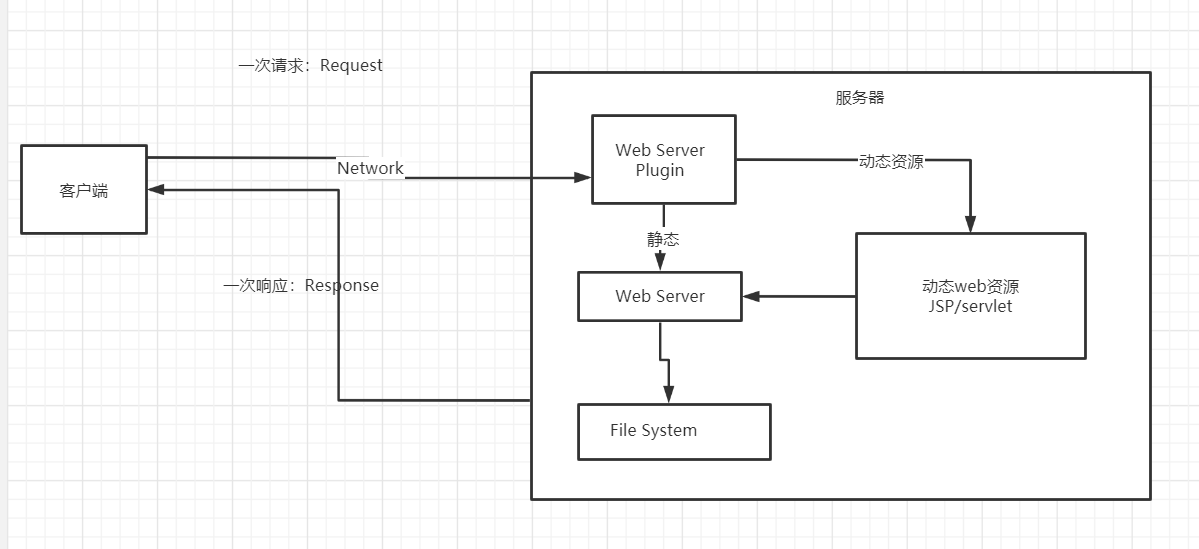 一次请求：Request
服务器
Web Server
Plugin
Network
动态资源
客户端
静态
一次响应：Response
Web Server
动态web资源
JSP/servlet
File System